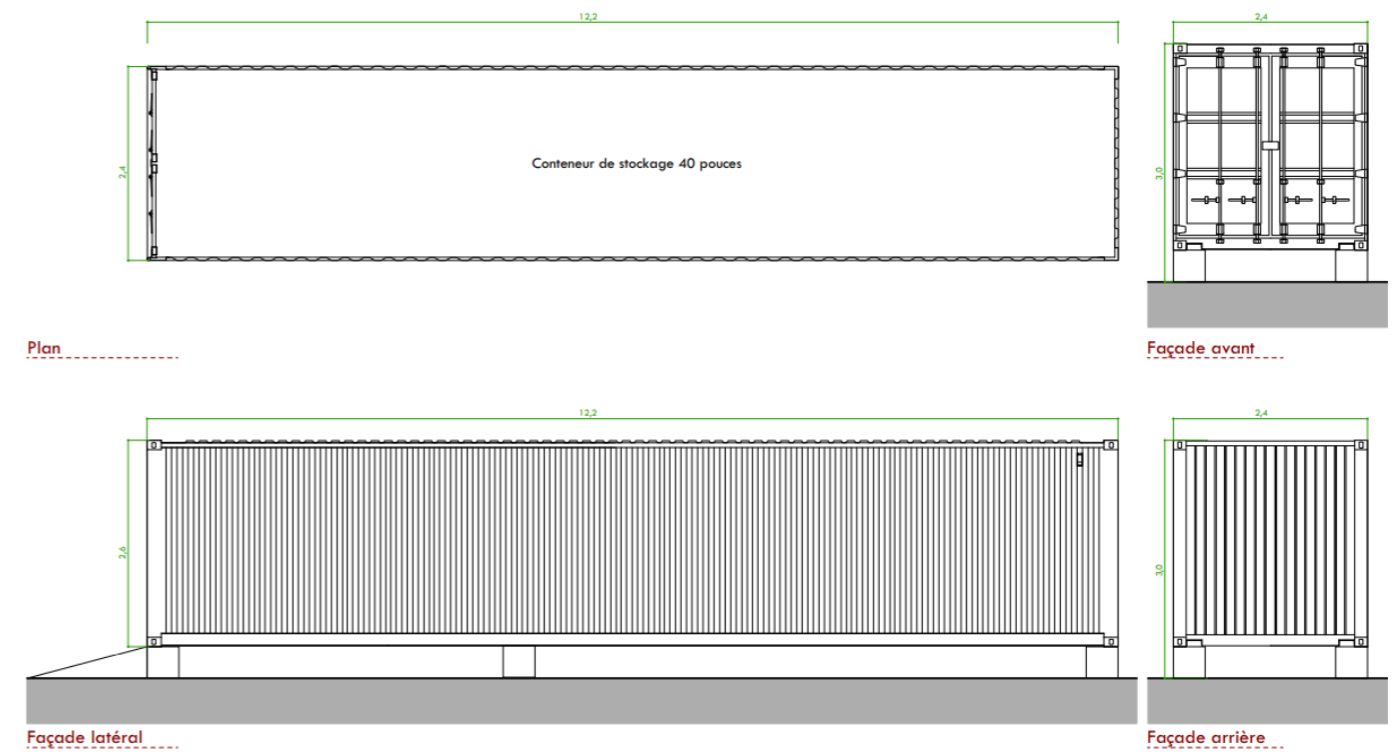 12,2
2,4
2,4
Conteneur de stockage 40 pouces
3,0
Plan
Façade avant
12,2
2,4
2,6
3,0
Façade latéral
Façade arrière